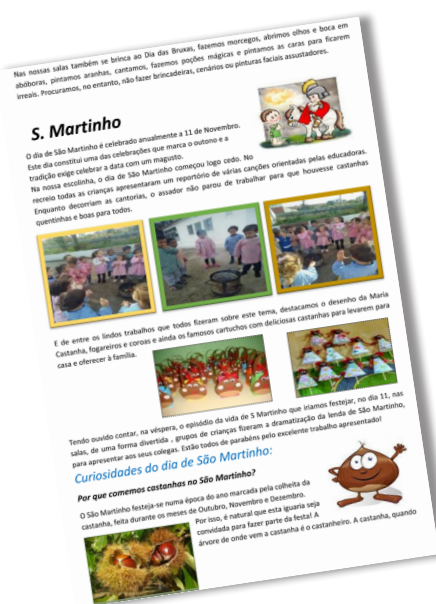 Nas nossas salas também se brinca ao Dia das Bruxas, fazemos morcegos, abrimos olhos e boca em
abóboras, pintamos aranhas, cantamos, fazemos poções mágicas e pintamos as caras para ficarem
irreais. Procuramos, no entanto, não fazer brincadeiras, cenários ou pinturas faciais assustadores.
S. Martinho
O dia de São Martinho é celebrado anualmente a 11 de Novembro.
Este dia constitui uma das celebrações que marca o outono e a
tradição exige celebrar a data com um magusto.
Na nossa escolinha, o dia de São Martinho começou logo cedo. No
recreio todas as crianças apresentaram um reportório de várias canções orientadas pelas educadoras.
Enquanto decorriam as cantorias, o assador não parou de trabalhar para que houvesse castanhas
quentinhas e boas para todos.
E de entre os lindos trabalhos que todos fizeram sobre este tema, destacamos o desenho da Maria
Castanha, fogareiros e coroas e ainda os famosos cartuchos com deliciosas castanhas para levarem para
casa e oferecer à família.
Tendo ouvido contar, na véspera, o episódio da vida de S Martinho que iríamos festejar, no dia 11, nas
salas, de uma forma divertida , grupos de crianças fizeram a dramatização da lenda de São Martinho,
para apresentar aos seus colegas. Estão todos de parabéns pelo excelente trabalho apresentado!
Curiosidades do dia de São Martinho:
Por que comemos castanhas no São Martinho?
O São Martinho festeja-se numa época do ano marcada pela colheita da
castanha, feita durante os meses de Outubro, Novembro e Dezembro.
Por isso, é natural que esta iguaria seja
convidada para fazer parte da festa! A
árvore de onde vem a castanha é o castanheiro. A castanha, quando